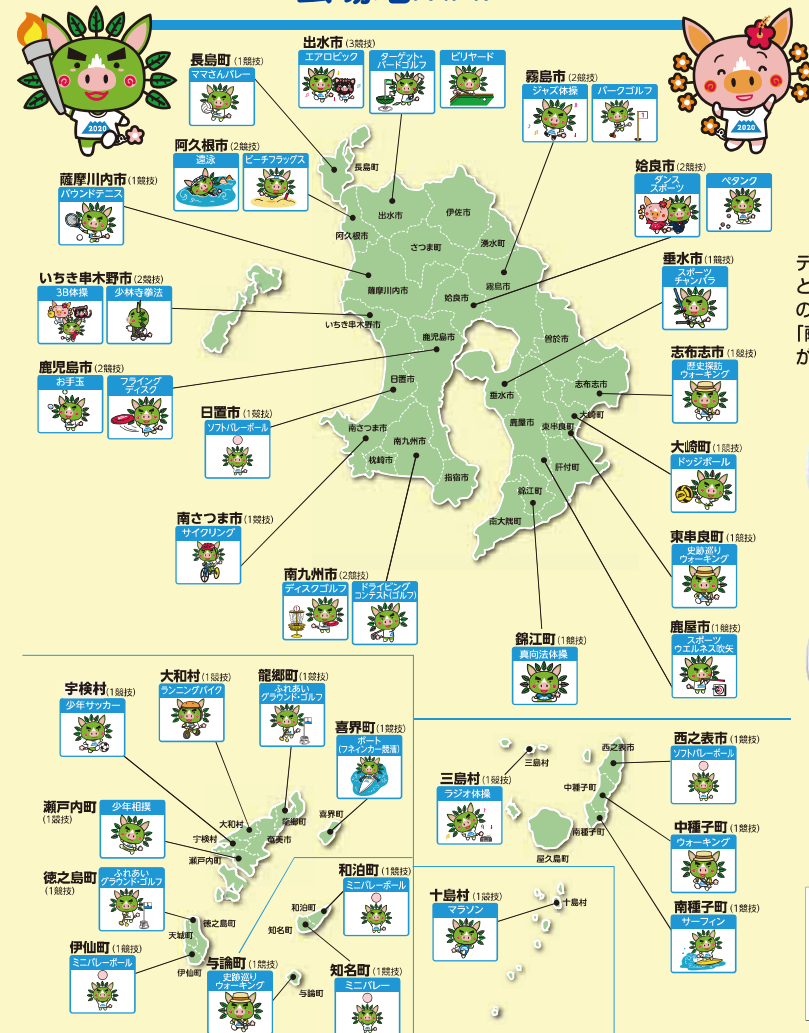 2020
2020
長島町(1競技)
ママさんバレー
出水市(3競技)
エアロビック
ターゲット・
バードゴルフ
ビリヤード
霧島市(2競技)
ジャズ体操
パークゴルフ
阿久根市(2競技)
遠泳
ビーチフラッグス
姶良市(2競技)
ダンス
スポーツ
ペタンク
薩摩川内市(1競技)
バウンドテニス
垂水市(1競技)
スポーツ
チャンバラ
いちき串木野市(2競技)
3B体操
少林寺拳法
志布志市(1競技)
歴史探訪
ウォーキング
鹿児島市(2競技)
お手玉
フライング
ディスク
日置市(1競技)
ソフトバレーボール
大崎町(1競技)
ドッジボール
南さつま市(1競技)
サイクリング
東串良町(1競技)
史跡巡り
ウォーキング
南九州市(2競技)
ディスクゴルフ
ドライビング
コンテスト(ゴルフ)
錦江町(1競技)
真向法体操
鹿屋市(1競技)
スポーツ
ウエルネス吹矢
長島町
出水市
伊佐市
阿久根市
さつま町
湧水町
薩摩川内市
霧島市
姶良市
いちき串木野市
鹿児島市
曽於市
日置市
垂水市
志布志市
大崎町
鹿屋市
東串良町
南さつま市
南九州市
枕崎市
指宿市
肝付町
錦江町
南大隅町
宇検村(1競技)
少年サッカー
大和村(1競技)
ランニングバイク
龍郷町(1競技)
ふれあい
グラウンド・ゴルフ
喜界町(1競技)
ボート
(フネィンカー競漕)
瀬戸内町
(1競技)
少年相撲
大和村
龍郷町
喜界町
宇検村
奄美市
瀬戸内町
徳之島町
(1競技)
ふれあい
グラウンド・ゴルフ
徳之島町
天城町
伊仙町
伊仙町(1競技)
ミニバレーボール
与論町(1競技)
史跡巡り
ウォーキング
与論町
和泊町(1競技)
ミニバレーボール
和泊町
知名町
知名町(1競技)
ミニバレー
三島村(1競技)
ラジオ体操
三島村
西之表市
中種子町
南種子町
屋久島町
西之表市(1競技)
ソフトバレーボール
中種子町(1競技)
ウォーキング
南種子町(1競技)
サーフィン
十島村(1競技)
マラソン
十島村
テ
と
の
が